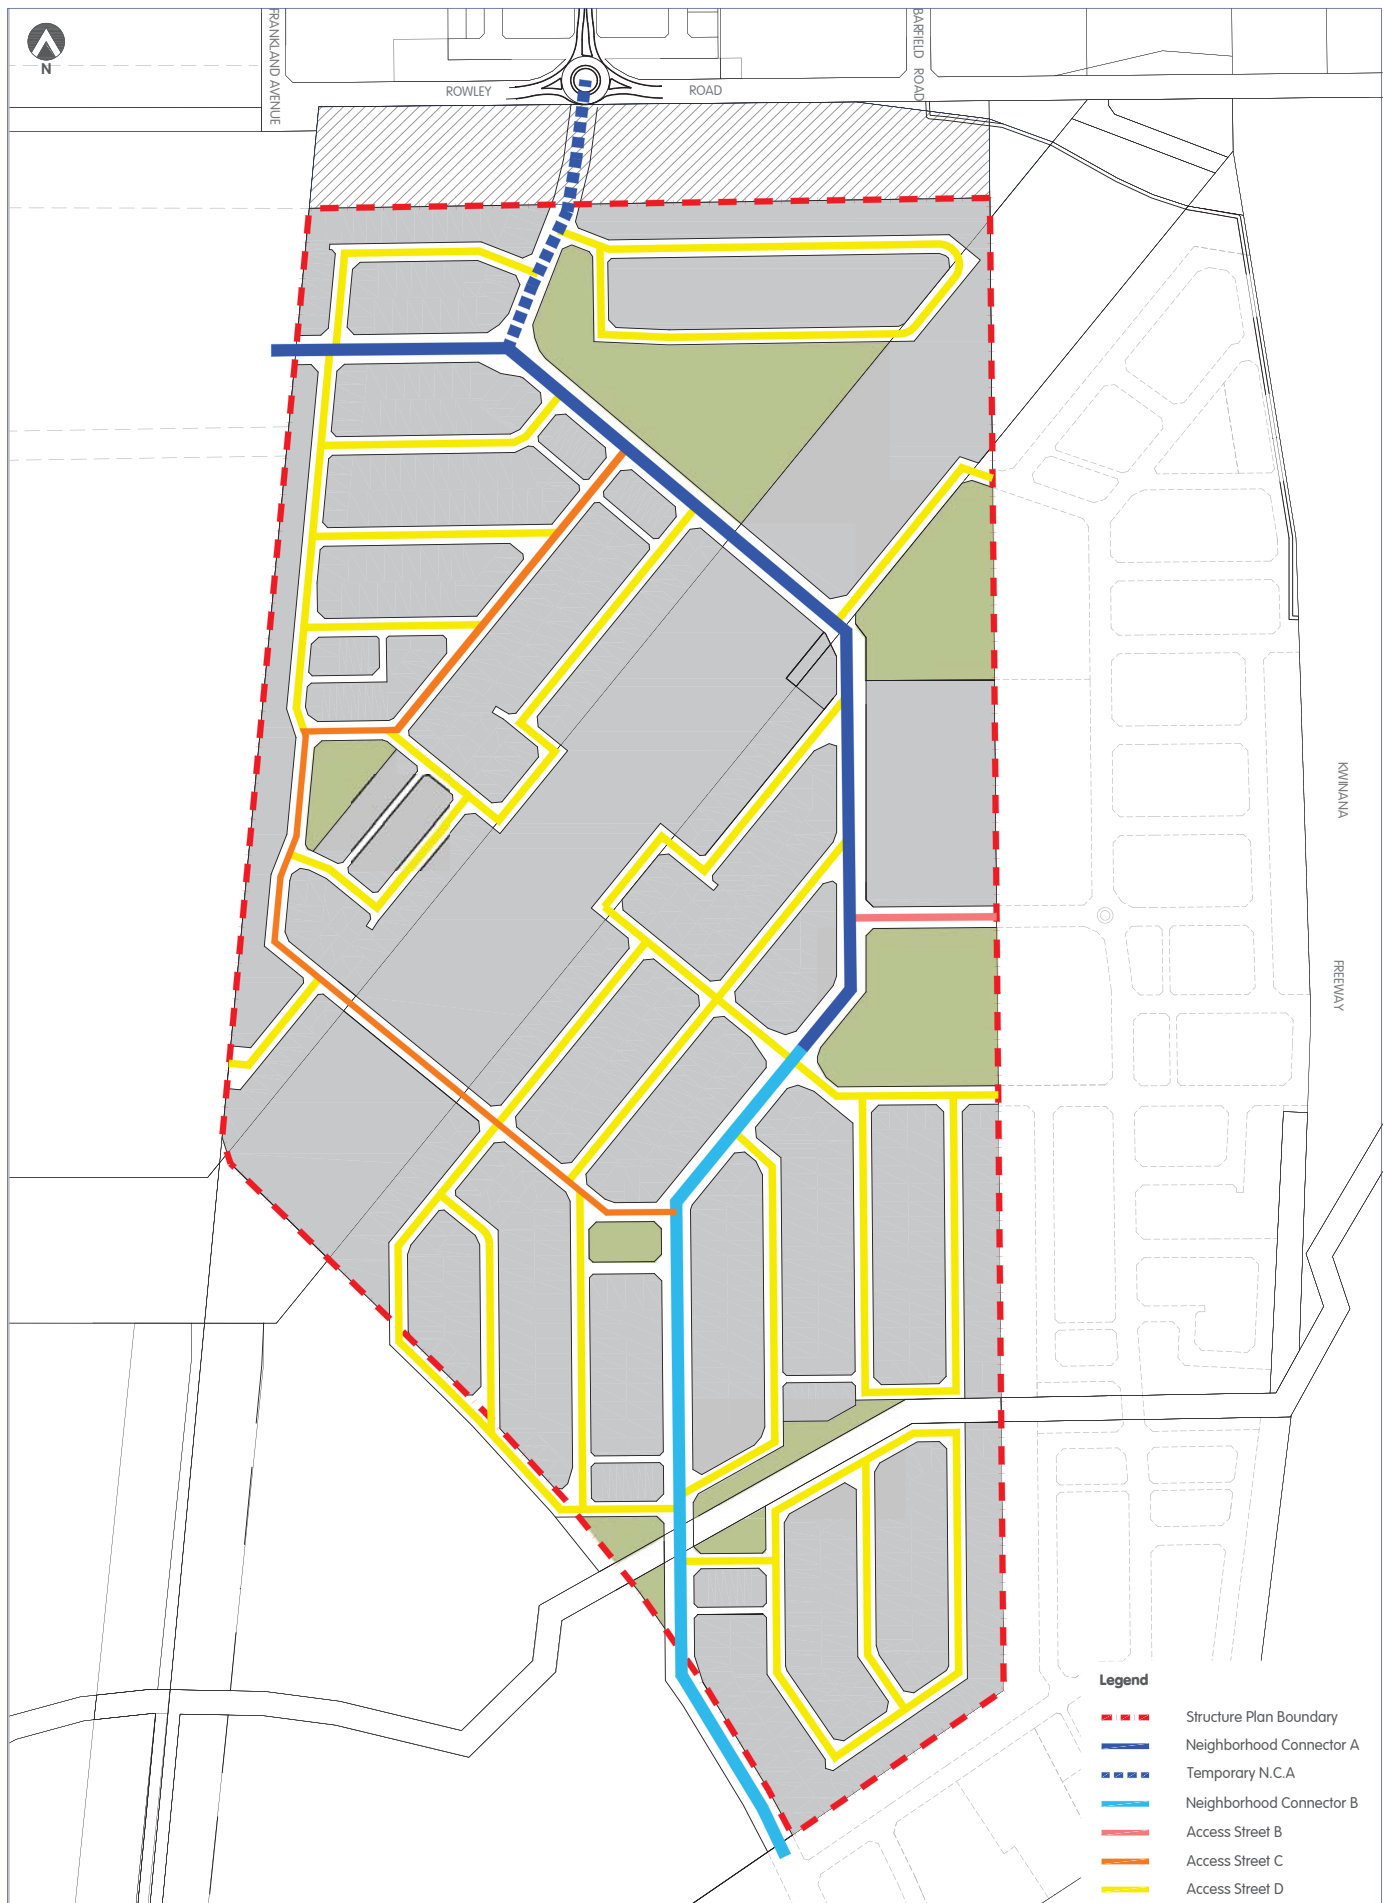 N
FRANKLAND AVENUE
BARFIELD ROAD
ROWLEY ROAD
KWINANA
FREEWAY
Legend
Structure Plan Boundary
Neighborhood Connector A
Temporary N.C.A
Neighborhood Connector B
Access Street B
Access Street C
Access Street D